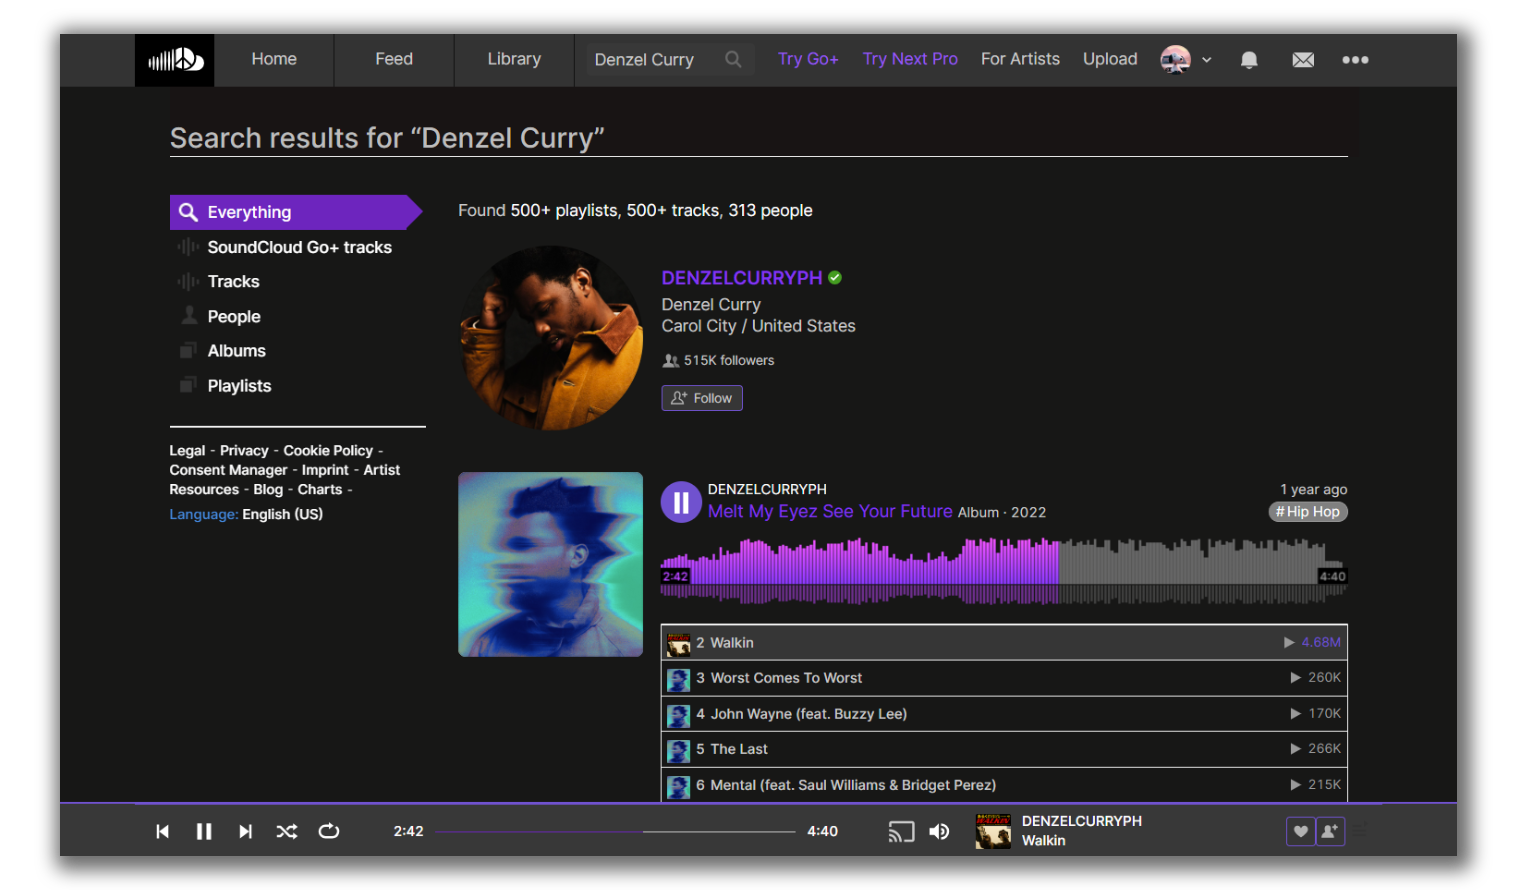 Home
Feed
Library
Denzel Curry
Try Go+
Try Next Pro
For Artists
Upload
Search results for “Denzel Curry”
Everything
SoundCloud Go+ tracks
Tracks
People
Albums
Playlists
Legal - Privacy - Cookie Policy -
Consent Manager - Imprint - Artist
Resources - Blog - Charts -
Language: English (US)
Found 500+ playlists, 500+ tracks, 313 people
DENZELCURRYPH
Denzel Curry
Carol City / United States
515K followers
Follow
DENZELCURRYPH
1 year ago
Melt My Eyez See Your Future Album · 2022
# Hip Hop
2:42
4:40
2 Walkin
4.68M
3 Worst Comes To Worst
260K
4 John Wayne (feat. Buzzy Lee)
170K
5 The Last
266K
6 Mental (feat. Saul Williams & Bridget Perez)
215K
2:42
4:40
DENZELCURRYPH
Walkin